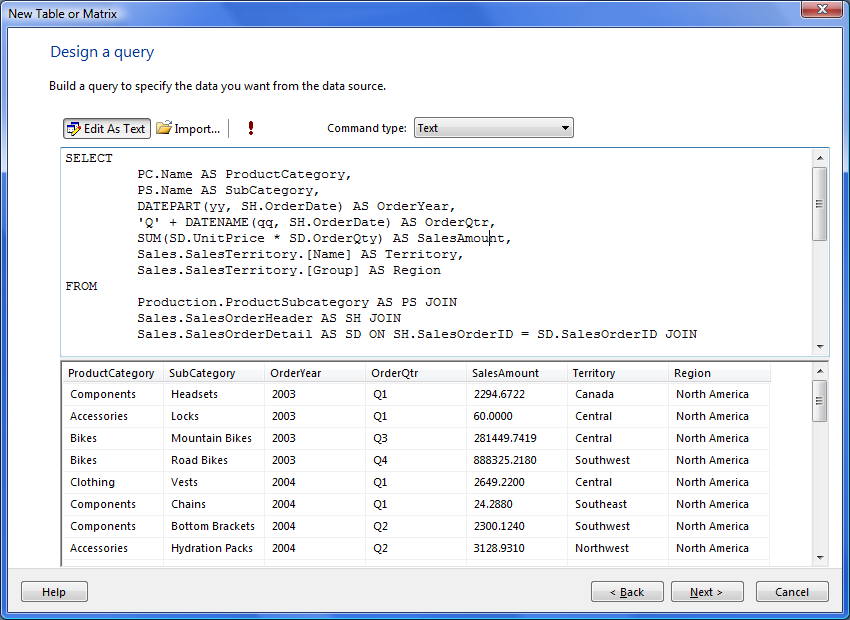 New Table or Matrix
Design a query
Build a query to specify the data you want from the data source.
Edit As Text Import... Command type: Text
SELECT
PC.Name AS ProductCategory,
PS.Name AS SubCategory,
DATEPART(yy, SH.OrderDate) AS OrderYear,
'Q' + DATENAME(qq, SH.OrderDate) AS OrderQtr,
SUM(SD.UnitPrice * SD.OrderQty) AS SalesAmount,
Sales.SalesTerritory.[Name] AS Territory,
Sales.SalesTerritory.[Group] AS Region
FROM
Production.ProductSubcategory AS PS JOIN
Sales.SalesOrderHeader AS SH JOIN
Sales.SalesOrderDetail AS SD ON SH.SalesOrderID = SD.SalesOrderID JOIN
ProductCategory SubCategory OrderYear OrderQtr SalesAmount Territory Region
Components Headsets 2003 Q1 2294.6722 Canada North America
Accessories Locks 2003 Q1 60.0000 Central North America
Bikes Mountain Bikes 2003 Q3 281449.7419 Central North America
Bikes Road Bikes 2003 Q4 888325.2180 Southwest North America
Clothing Vests 2004 Q1 2649.2200 Central North America
Components Chains 2004 Q1 24.2880 Southeast North America
Components Bottom Brackets 2004 Q2 2300.1240 Southwest North America
Accessories Hydration Packs 2004 Q2 3128.9310 Northwest North America
Help < Back Next > Cancel